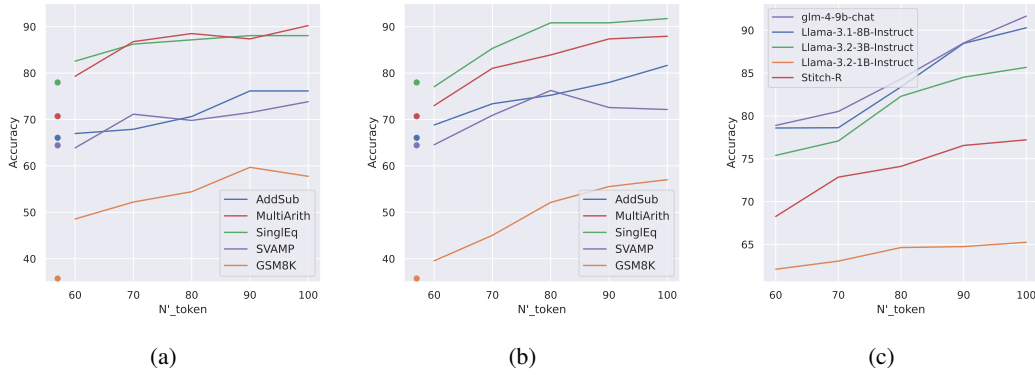 90
80
70
60
50
40
Accuracy
60 70 80 90 100
N'_token
AddSub
MultiArith
SinglEq
SVAMP
GSM8K
(a)
90
80
70
60
50
40
Accuracy
60 70 80 90 100
N'_token
AddSub
MultiArith
SinglEq
SVAMP
GSM8K
(b)
90
85
80
75
70
65
Accuracy
60 70 80 90 100
N'_token
glm-4-9b-chat
Llama-3.1-8B-Instruct
Llama-3.2-3B-Instruct
Llama-3.2-1B-Instruct
Stitch-R
(c)